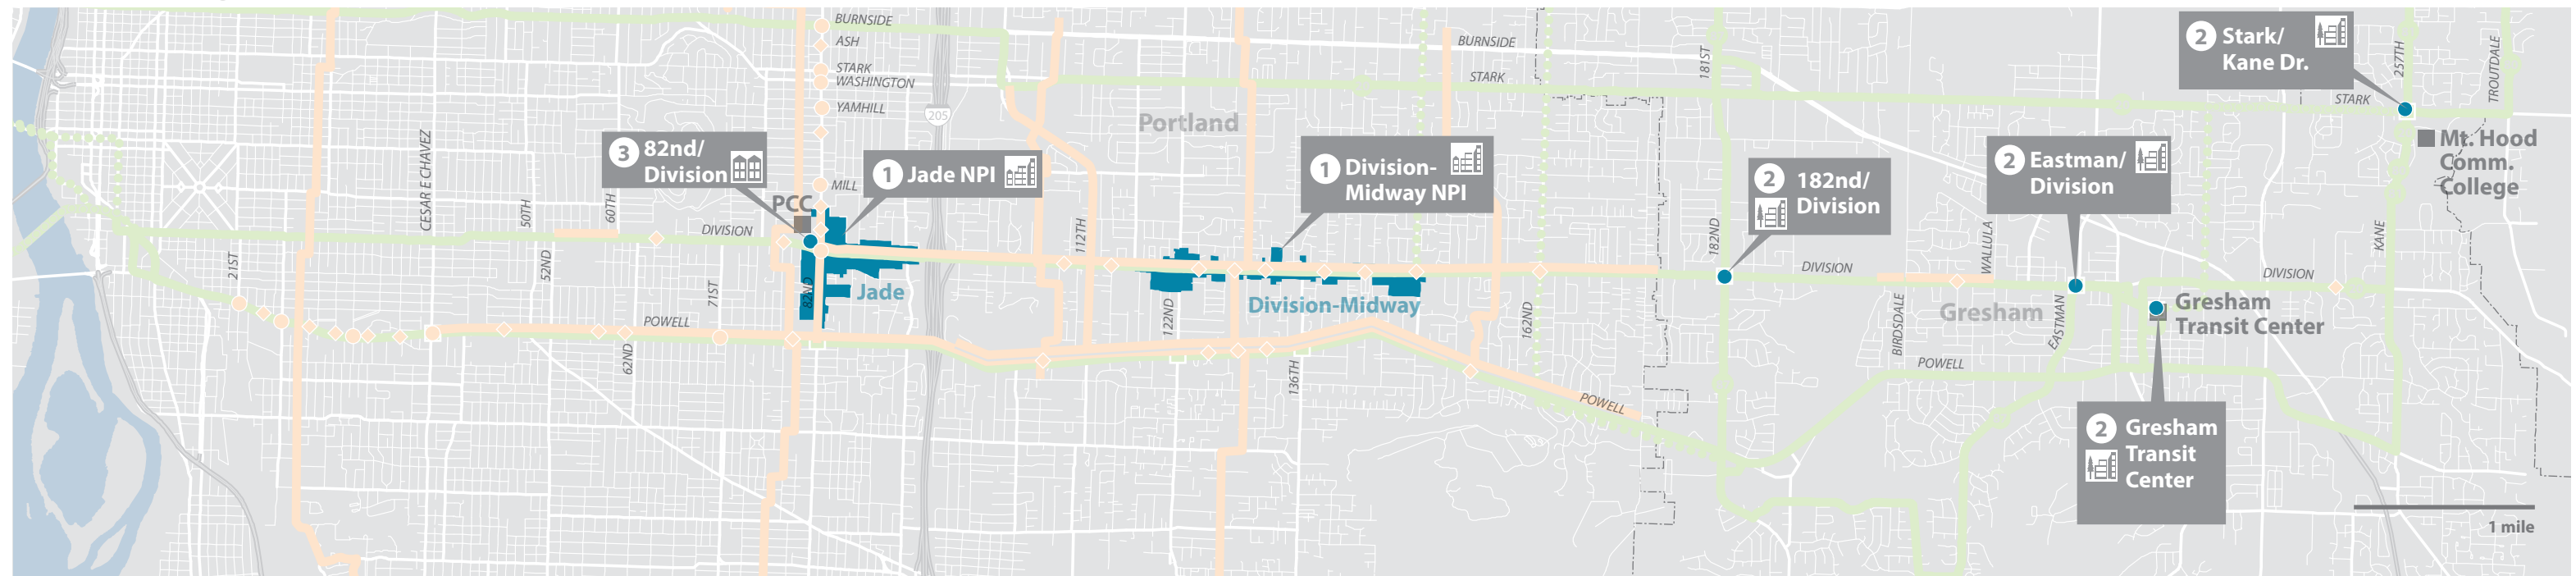 BURNSIDE
ASH
STARK
WASHINGTON
YAMHILL
MILL
205
BURNSIDE
STARK
181ST
2 Stark/
Kane Dr.
257TH
TROUTDALE
STARK
Portland
CESAR E CHAVEZ
3 82nd/
Division
1 Jade NPI
1 Division-
Midway NPI
2 182nd/
Division
2 Eastman/
Division
Mt. Hood
Comm.
College
PCC
21ST
50TH
52ND
60TH
71ST
DIVISION
82ND
112TH
122ND
162ND
182ND
DIVISION
WALLULA
KANE
DIVISION
Jade
Division-Midway
Gresham
BIRDSDALE
EASTMAN
Gresham
Transit Center
POWELL
62ND
136TH
POWELL
POWELL
2 Gresham
Transit
Center
1 mile